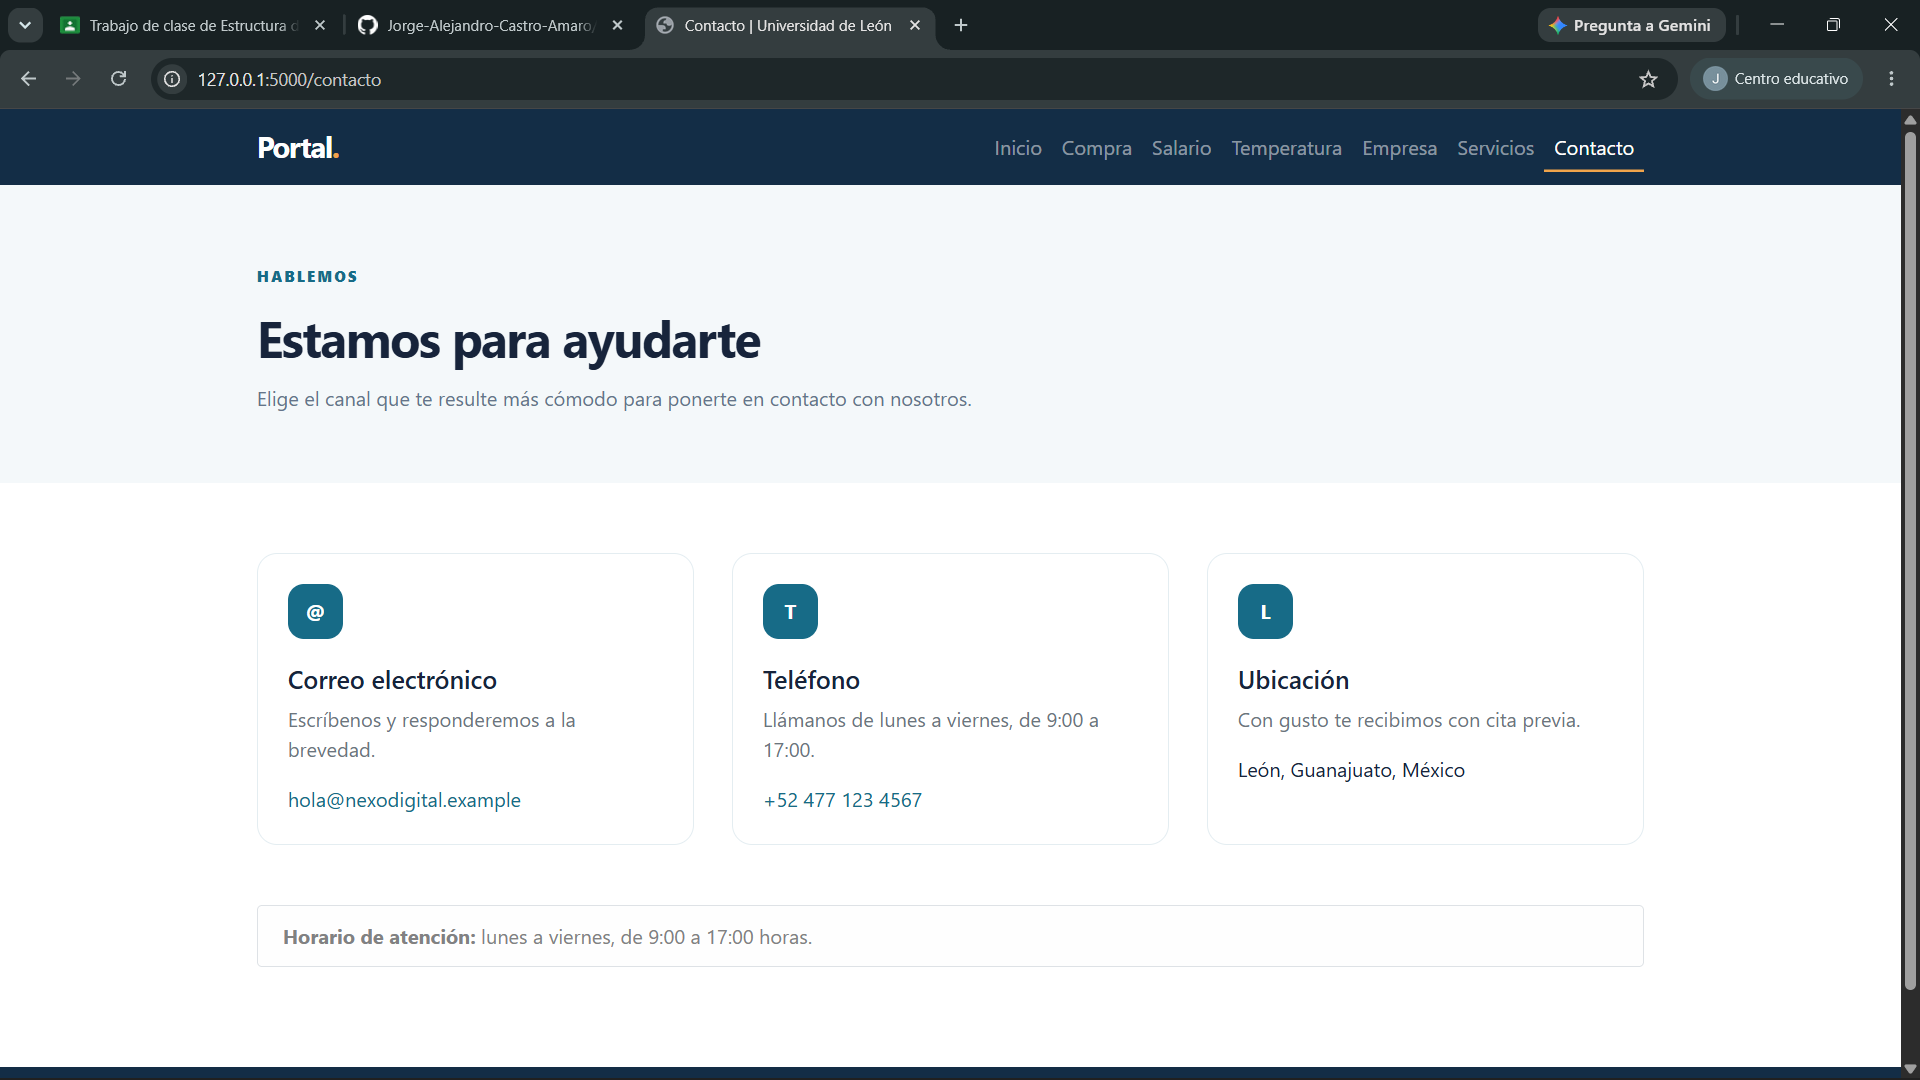 Trabajo de clase de Estructura d
Jorge-Alejandro-Castro-Amaro/
Contacto | Universidad de León
Pregunta a Gemini
127.0.0.1:5000/contacto
J
Centro educativo
Portal.
Inicio
Compra
Salario
Temperatura
Empresa
Servicios
Contacto
HABLEMOS
Estamos para ayudarte
Elige el canal que te resulte más cómodo para ponerte en contacto con nosotros.
@
Correo electrónico
Escríbenos y responderemos a la
brevedad.
hola@nexodigital.example
T
Teléfono
Llámanos de lunes a viernes, de 9:00 a
17:00.
+52 477 123 4567
L
Ubicación
Con gusto te recibimos con cita previa.
León, Guanajuato, México
Horario de atención: lunes a viernes, de 9:00 a 17:00 horas.